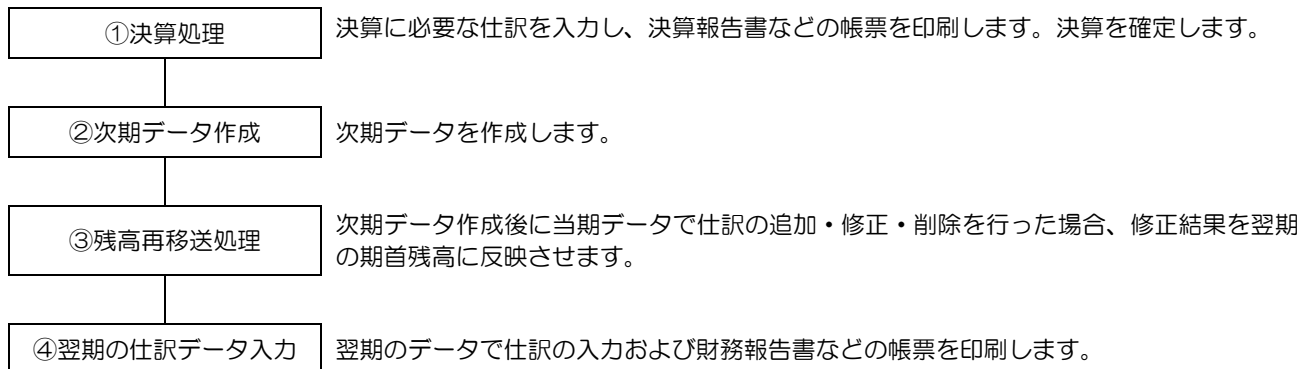 ①決算処理
決算に必要な仕訳を入力し、決算報告書などの帳票を印刷します。決算を確定します。
②次期データ作成
次期データを作成します。
③残高再移送処理
次期データ作成後に当期データで仕訳の追加・修正・削除を行った場合、修正結果を翌期
の期首残高に反映させます。
④翌期の仕訳データ入力
翌期のデータで仕訳の入力および財務報告書などの帳票を印刷します。